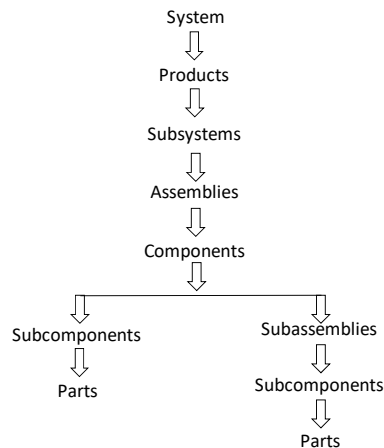 System
Products
Subsystems
Assemblies
Components
Subcomponents
Parts
Subassemblies
Subcomponents
Parts